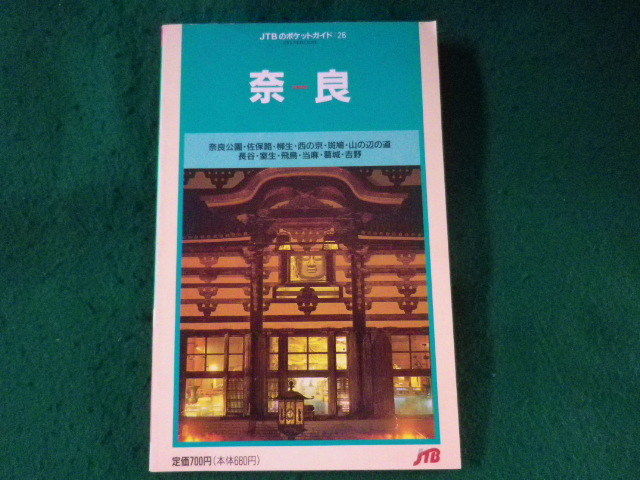 JTBのポケットガイド 26
奈良
奈良公園・佐保路・柳生・西の京・斑鳩・山の辺の道
長谷・室生・飛鳥・当麻・葛城・吉野
定価700円(本体680円)
JTB